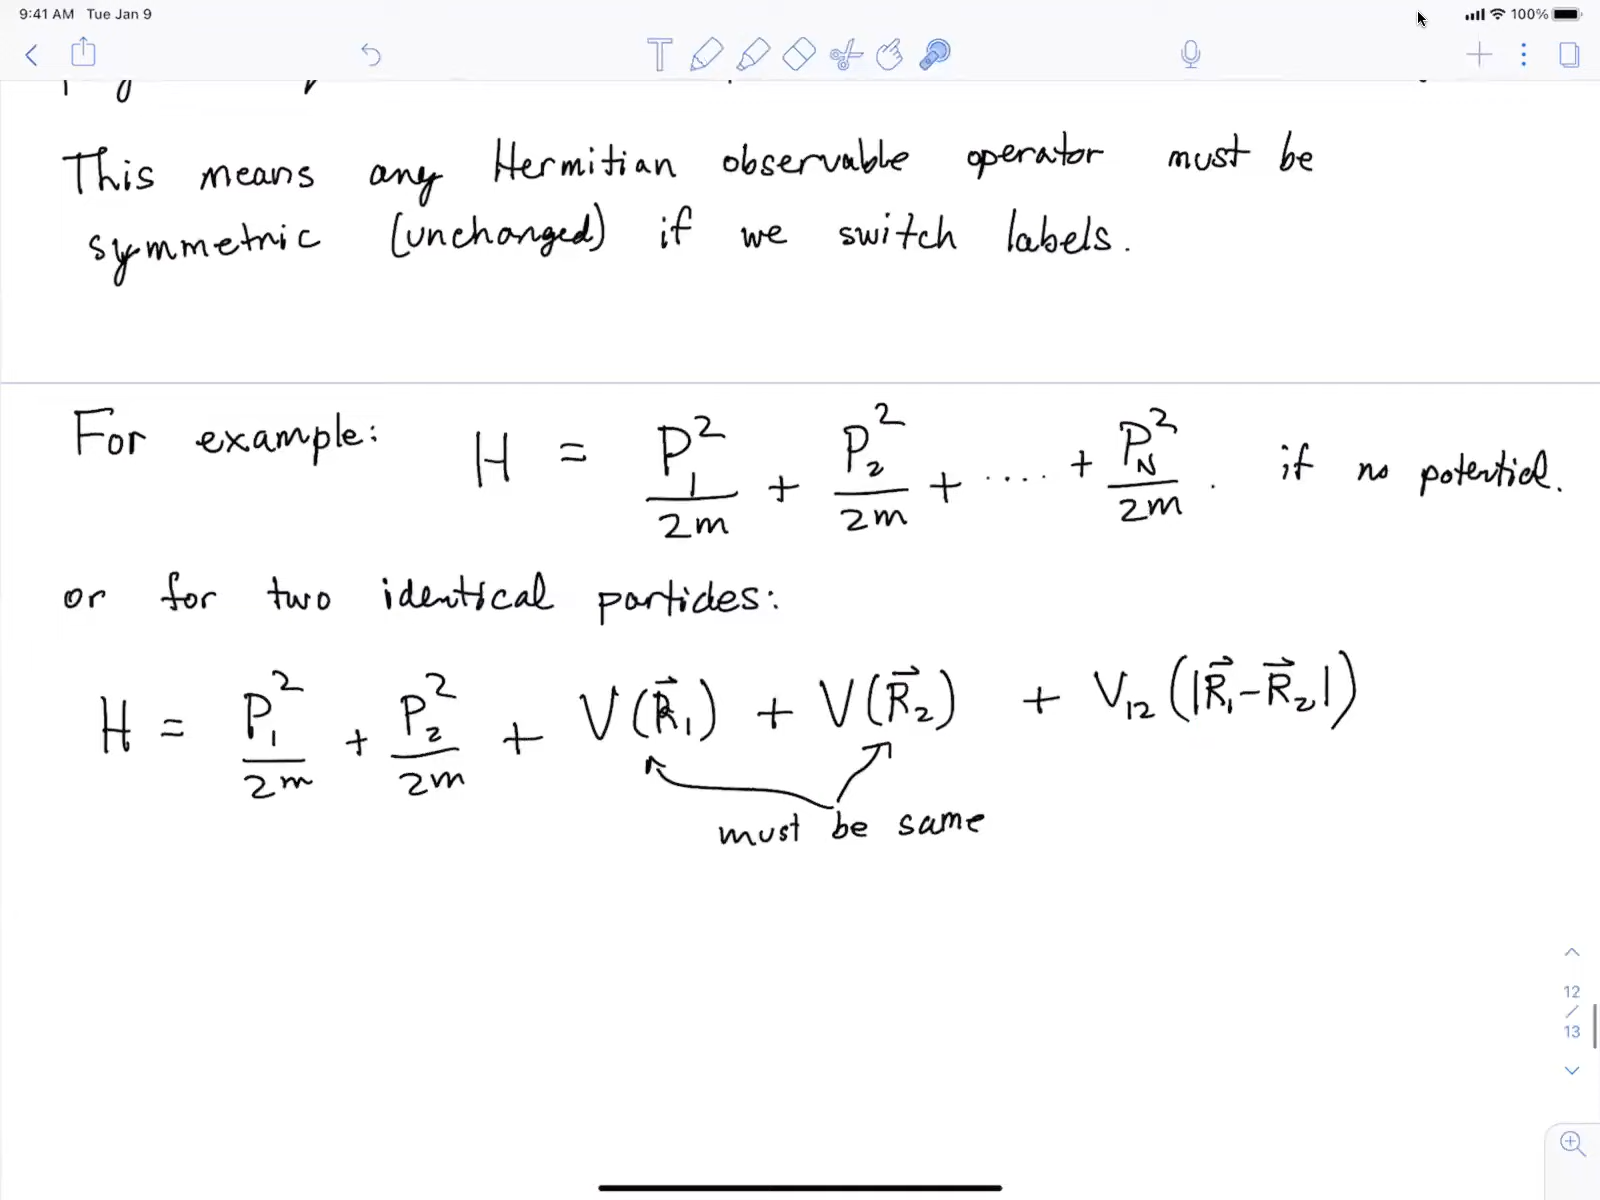 9:41 AM Tue Jan 9
100%
T
This means any Hermitian observable operator must be
symmetric (unchanged) if we switch labels.
For example: H = P₁²/2m + P₂²/2m + .... + P_N²/2m . if no potential.
or for two identical particles:
H = P₁²/2m + P₂²/2m + V(R⃗₁) + V(R⃗₂) + V₁₂(|R⃗₁-R⃗₂|)
must be same
12
/
13